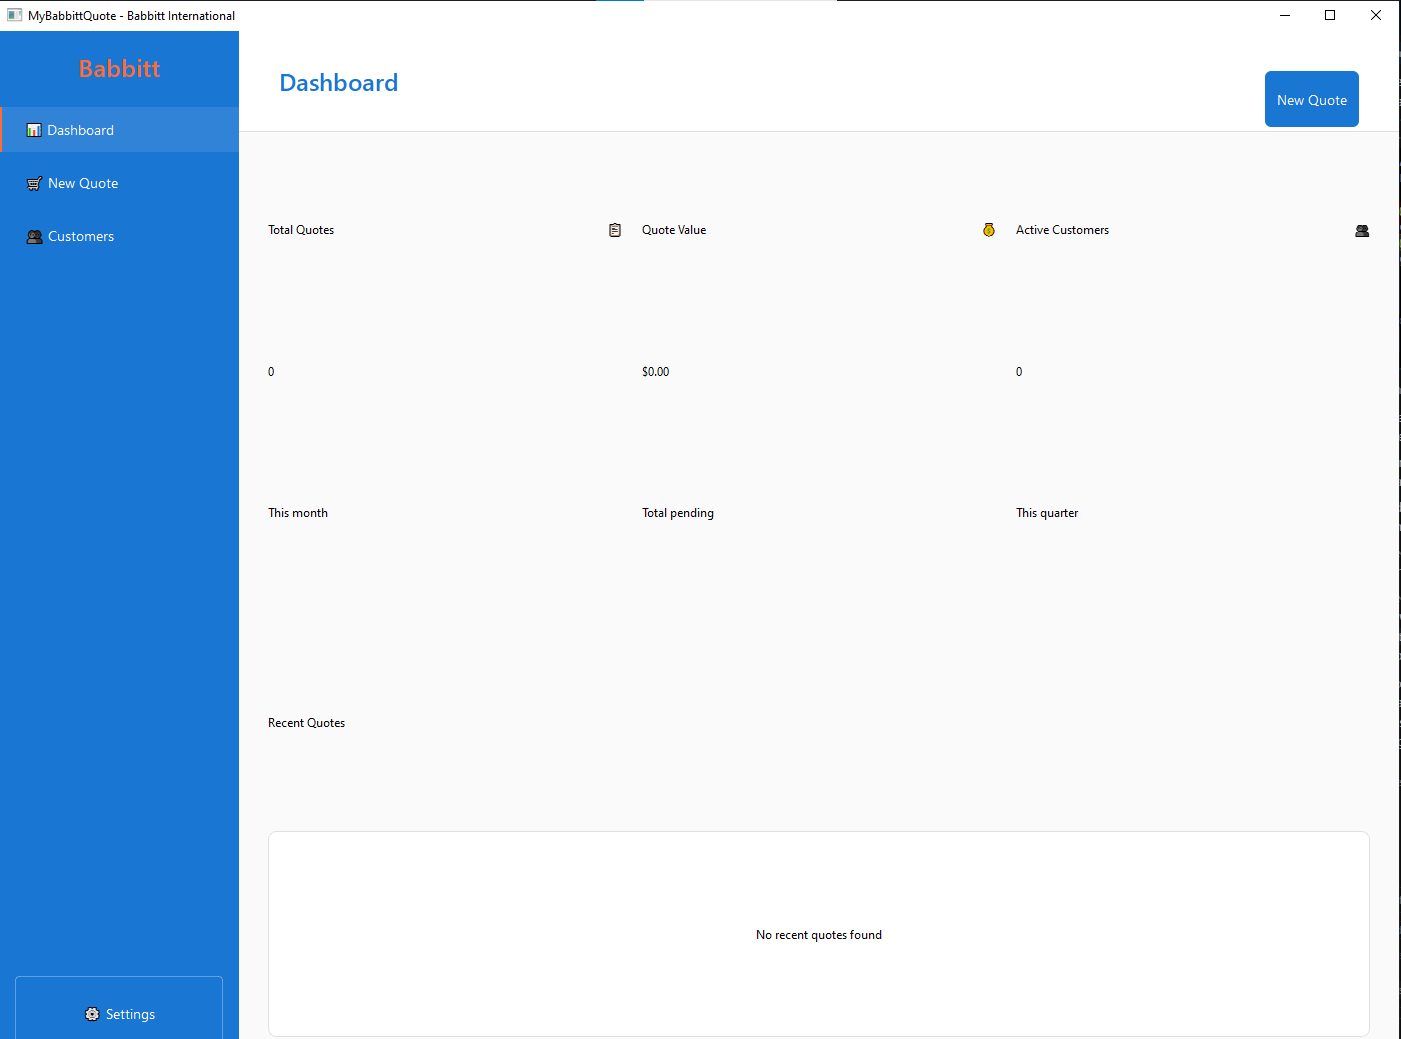 MyBabbittQuote - Babbitt International
Babbitt
Dashboard
New Quote
Customers
Settings
Dashboard
New Quote
Total Quotes
0
This month
Quote Value
$0.00
Total pending
Active Customers
0
This quarter
Recent Quotes
No recent quotes found